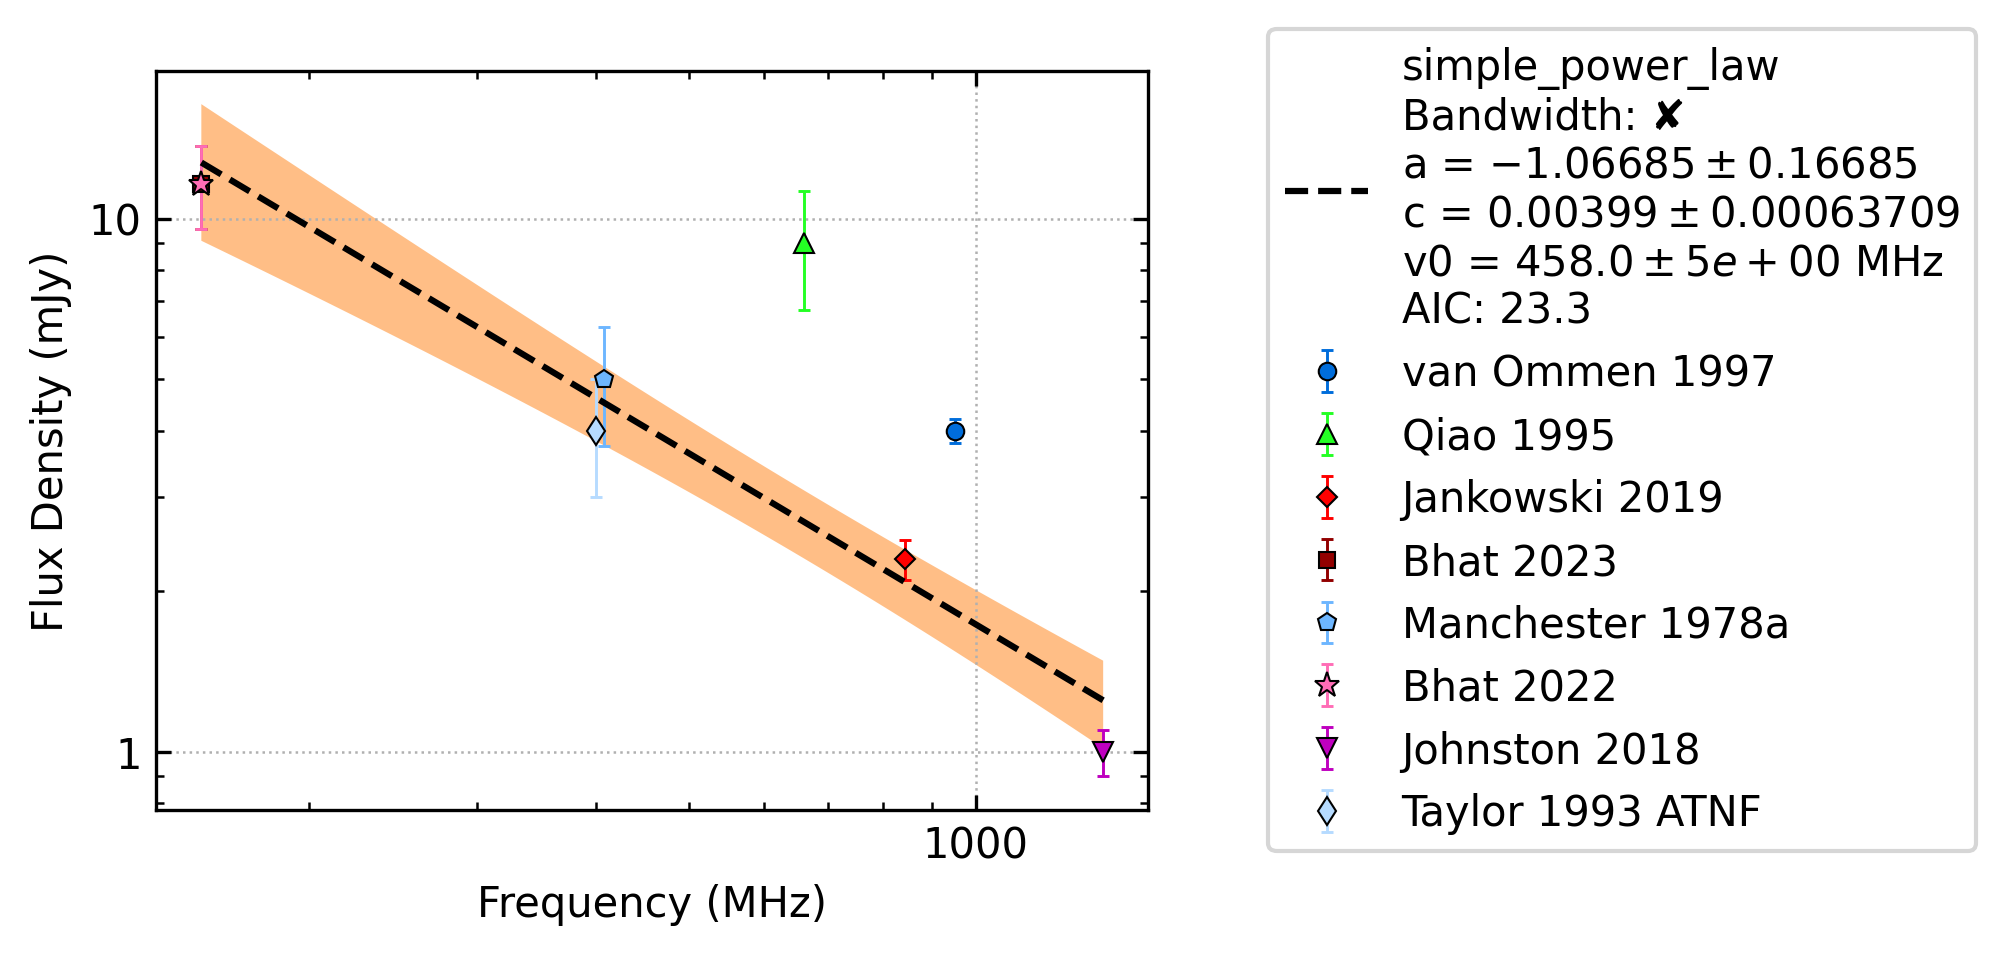 10
1
1000
Flux Density (mJy)
Frequency (MHz)
simple_power_law
Bandwidth: ✘
a = −1.06685 ± 0.16685
c = 0.00399 ± 0.00063709
v0 = 458.0 ± 5e + 00 MHz
AIC: 23.3
van Ommen 1997
Qiao 1995
Jankowski 2019
Bhat 2023
Manchester 1978a
Bhat 2022
Johnston 2018
Taylor 1993 ATNF